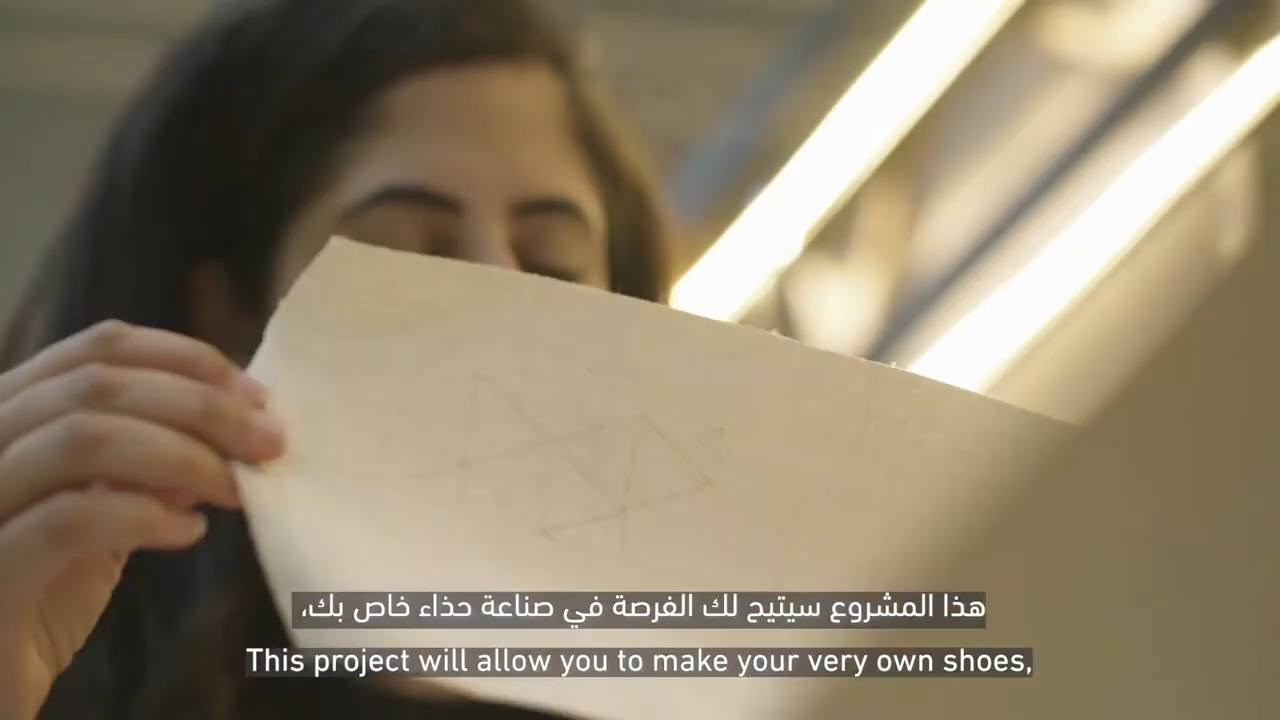 هذا المشروع سيتيح لك الفرصة في صناعة حذاء خاص بك،
This project will allow you to make your very own shoes,